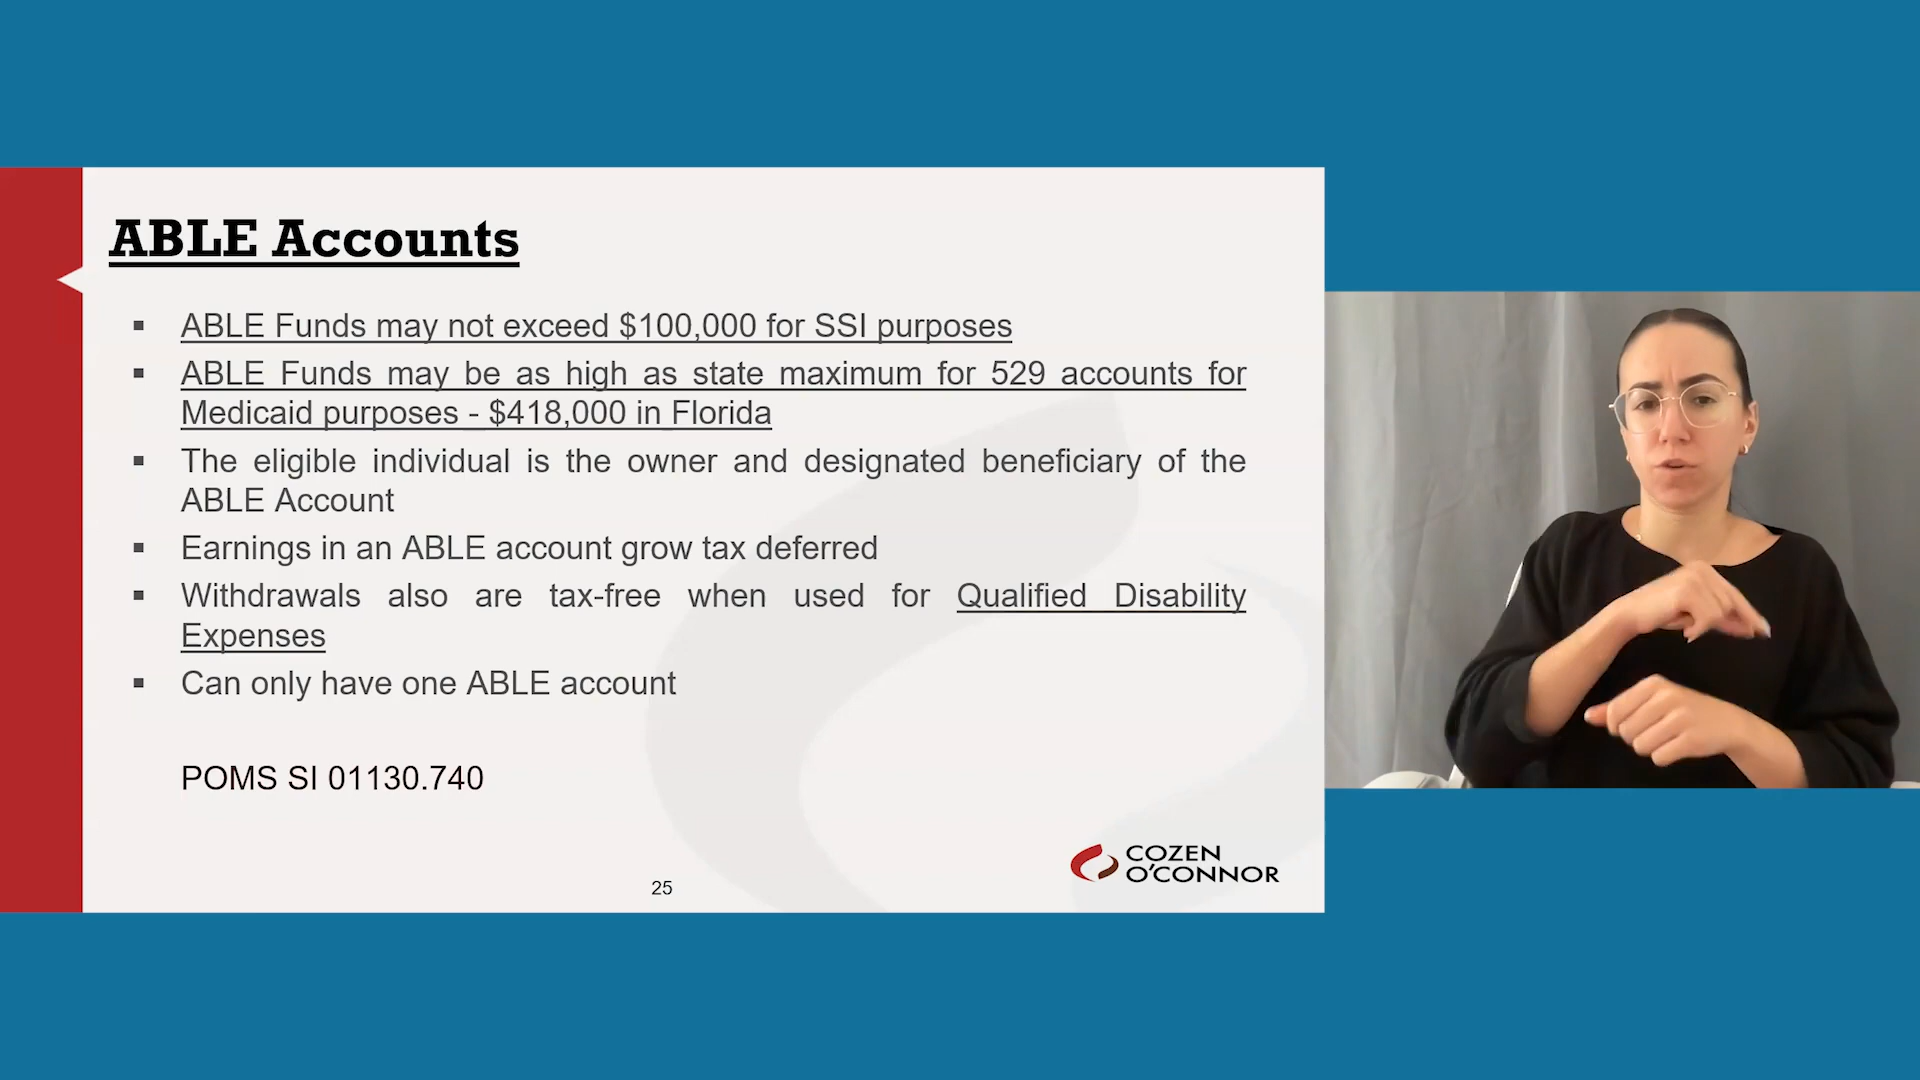 ABLE Accounts
▪ ABLE Funds may not exceed $100,000 for SSI purposes
▪ ABLE Funds may be as high as state maximum for 529 accounts for
Medicaid purposes - $418,000 in Florida
▪ The eligible individual is the owner and designated beneficiary of the
ABLE Account
▪ Earnings in an ABLE account grow tax deferred
▪ Withdrawals also are tax-free when used for Qualified Disability
Expenses
▪ Can only have one ABLE account
POMS SI 01130.740
COZEN
O'CONNOR
25